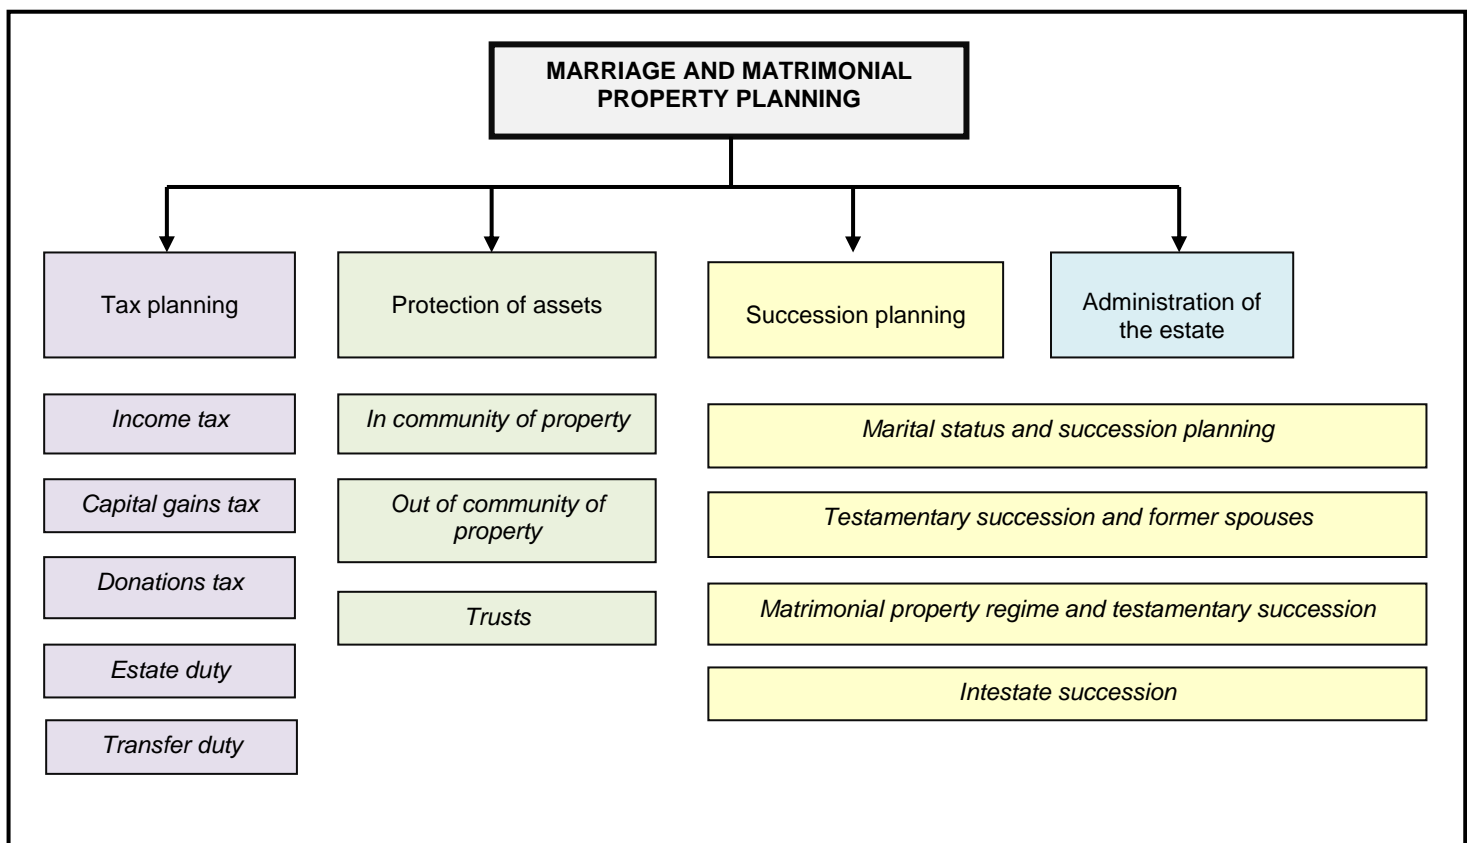 MARRIAGE AND MATRIMONIAL
PROPERTY PLANNING
Tax planning
Protection of assets
Succession planning
Administration of
the estate
Income tax
Capital gains tax
Donations tax
Estate duty
Transfer duty
In community of property
Out of community of
property
Trusts
Marital status and succession planning
Testamentary succession and former spouses
Matrimonial property regime and testamentary succession
Intestate succession